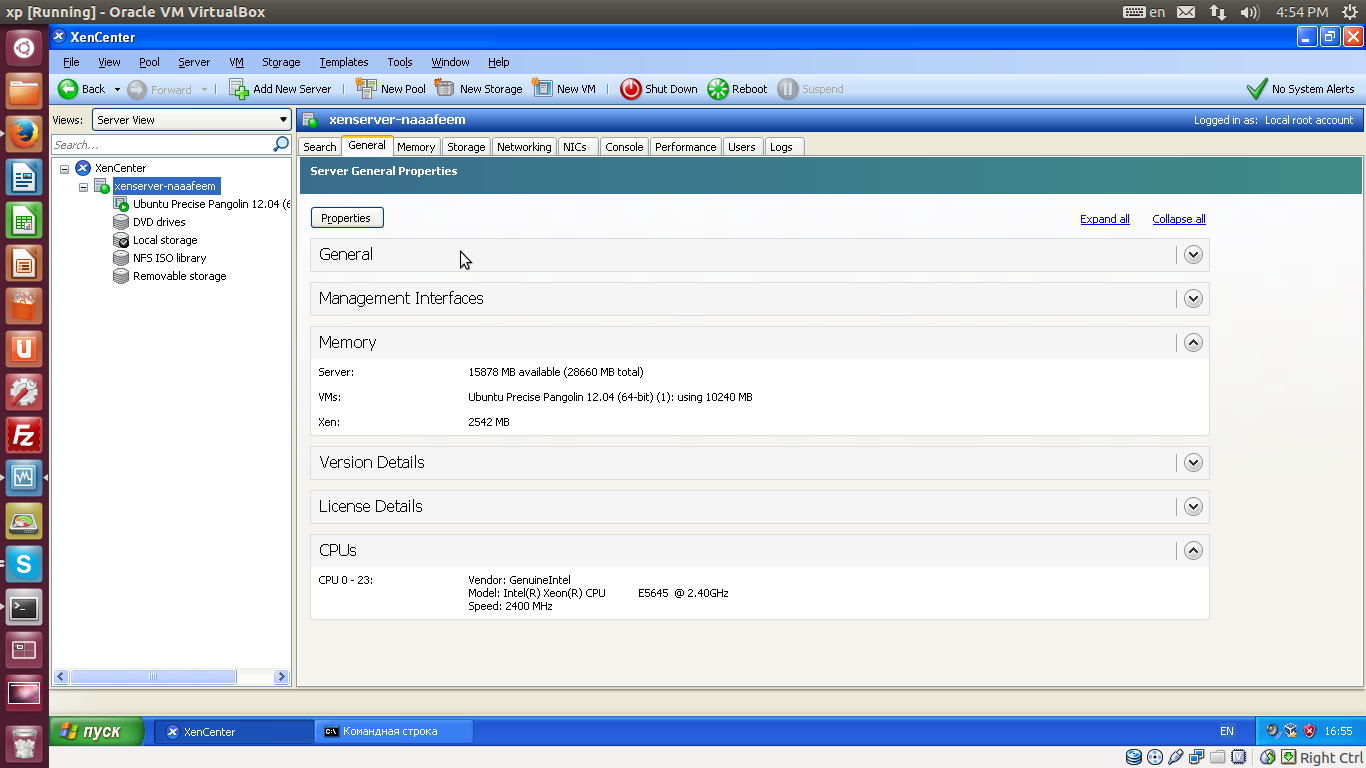 xp [Running] - Oracle VM VirtualBox
en
4:54 PM
XenCenter
File View Pool Server VM Storage Templates Tools Window Help
Back Forward Add New Server New Pool New Storage New VM Shut Down Reboot Suspend No System Alerts
Views: Server View
xenserver-naaafeem
Logged in as: Local root account
Search...
Search General Memory Storage Networking NICs Console Performance Users Logs
XenCenter
xenserver-naaafeem
Ubuntu Precise Pangolin 12.04 (6
DVD drives
Local storage
NFS ISO library
Removable storage
Server General Properties
Properties
Expand all Collapse all
General
Management Interfaces
Memory
Server: 15878 MB available (28660 MB total)
VMs: Ubuntu Precise Pangolin 12.04 (64-bit) (1): using 10240 MB
Xen: 2542 MB
Version Details
License Details
CPUs
CPU 0 - 23: Vendor: GenuineIntel
Model: Intel(R) Xeon(R) CPU E5645 @ 2.40GHz
Speed: 2400 MHz
пуск
XenCenter
Командная строка
EN
16:55
Right Ctrl